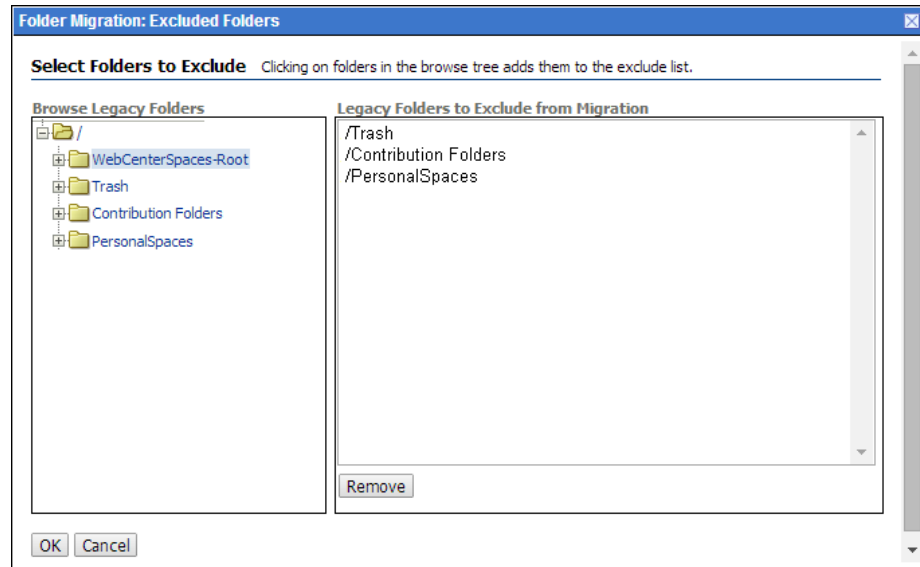 Folder Migration: Excluded Folders
Select Folders to Exclude Clicking on folders in the browse tree adds them to the exclude list.
Browse Legacy Folders
/
WebCenterSpaces-Root
Trash
Contribution Folders
PersonalSpaces
Legacy Folders to Exclude from Migration
/Trash
/Contribution Folders
/PersonalSpaces
Remove
OK Cancel